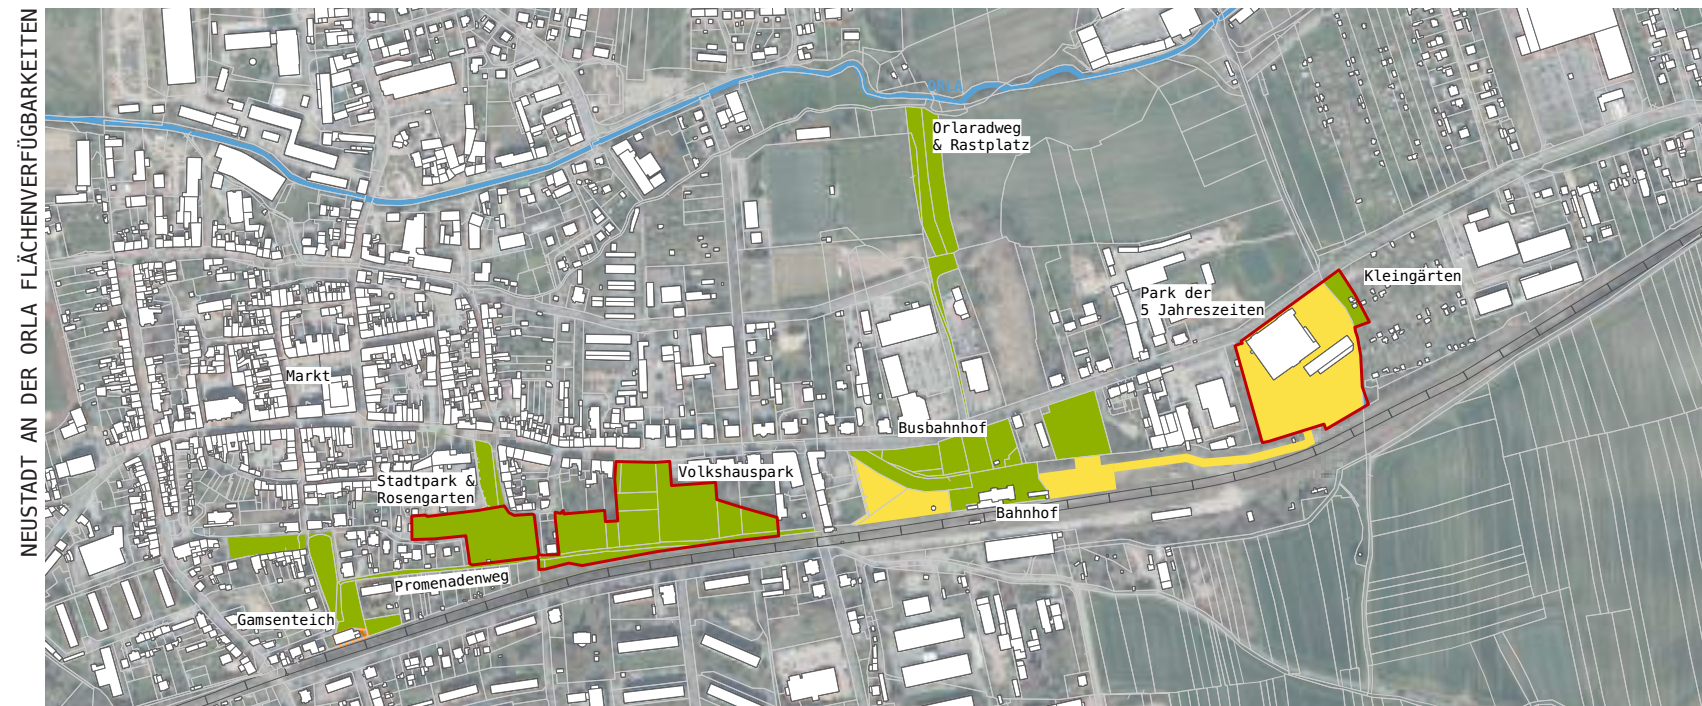 NEUSTADT AN DER ORLA FLÄCHENVERFÜGBARKEITEN
ORLA
Orlaradweg
& Rastplatz
Kleingärten
Park der
5 Jahreszeiten
Markt
Busbahnhof
Volkshauspark
Stadtpark &
Rosengarten
Bahnhof
Promenadenweg
Gamsenteich